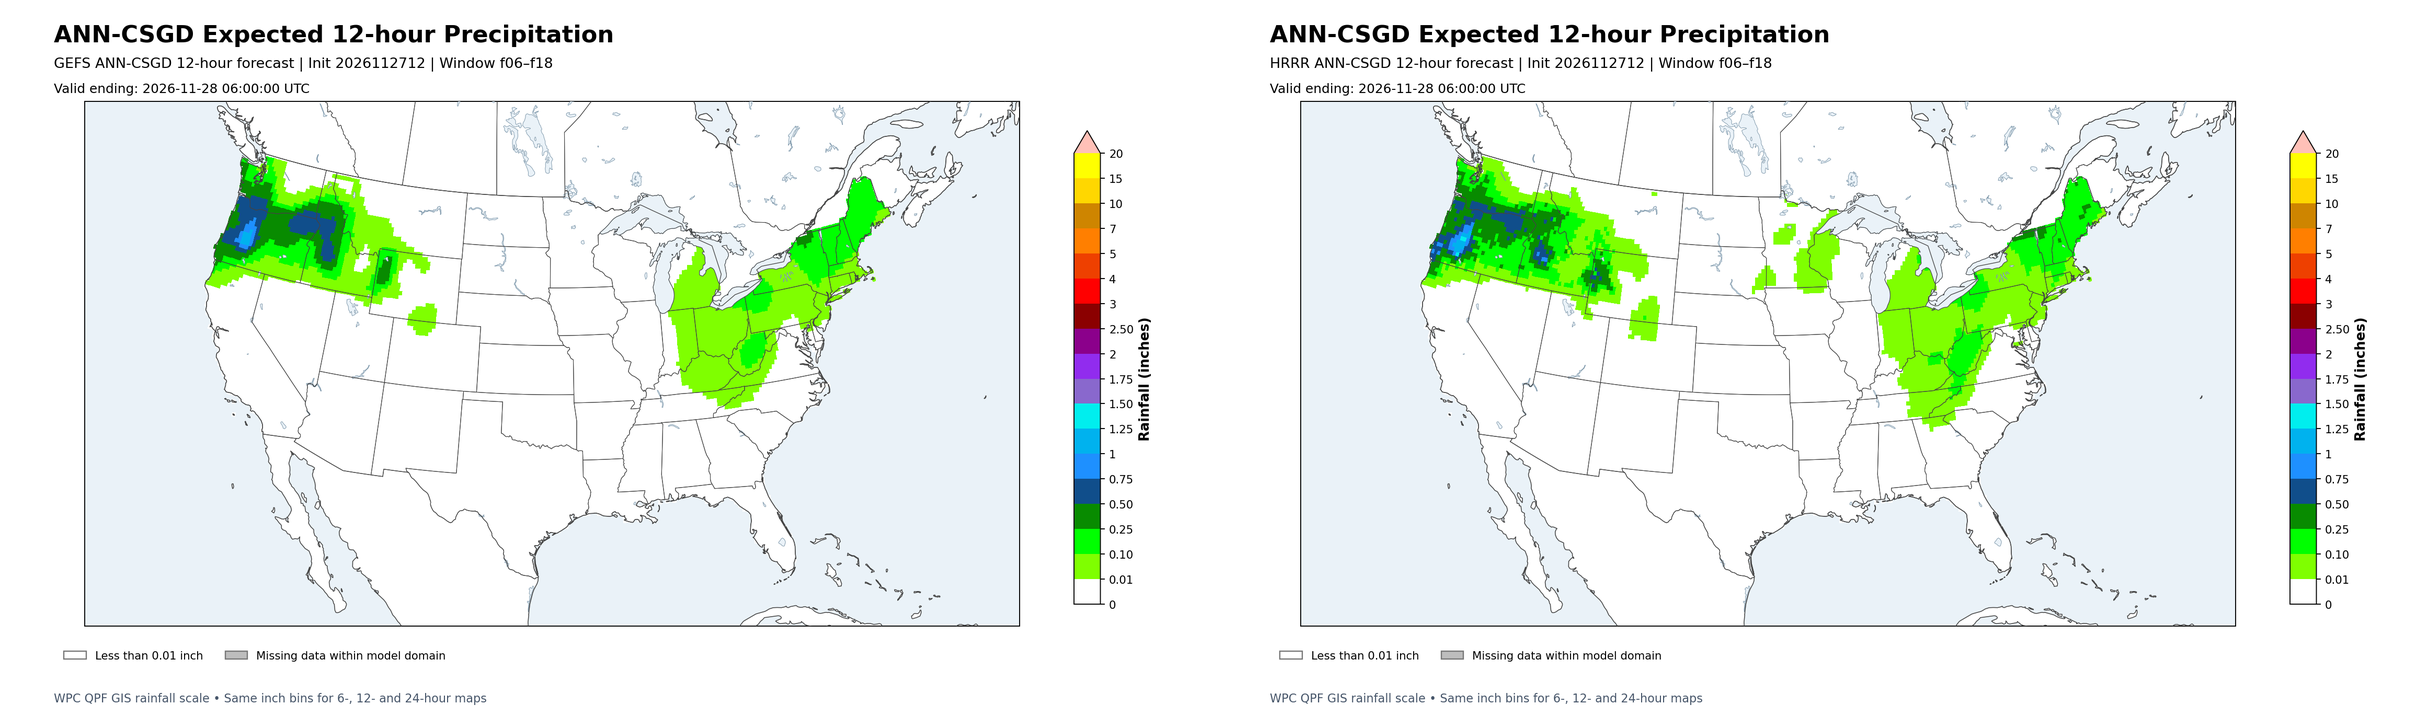 ANN-CSGD Expected 12-hour Precipitation
GEFS ANN-CSGD 12-hour forecast | Init 2026112712 | Window f06–f18
Valid ending: 2026-11-28 06:00:00 UTC
20
15
10
7
5
4
3
2.50
2
1.75
1.50
1.25
1
0.75
0.50
0.25
0.10
0.01
0
Rainfall (inches)
Less than 0.01 inch
Missing data within model domain
WPC QPF GIS rainfall scale • Same inch bins for 6-, 12- and 24-hour maps
ANN-CSGD Expected 12-hour Precipitation
HRRR ANN-CSGD 12-hour forecast | Init 2026112712 | Window f06–f18
Valid ending: 2026-11-28 06:00:00 UTC
20
15
10
7
5
4
3
2.50
2
1.75
1.50
1.25
1
0.75
0.50
0.25
0.10
0.01
0
Rainfall (inches)
Less than 0.01 inch
Missing data within model domain
WPC QPF GIS rainfall scale • Same inch bins for 6-, 12- and 24-hour maps